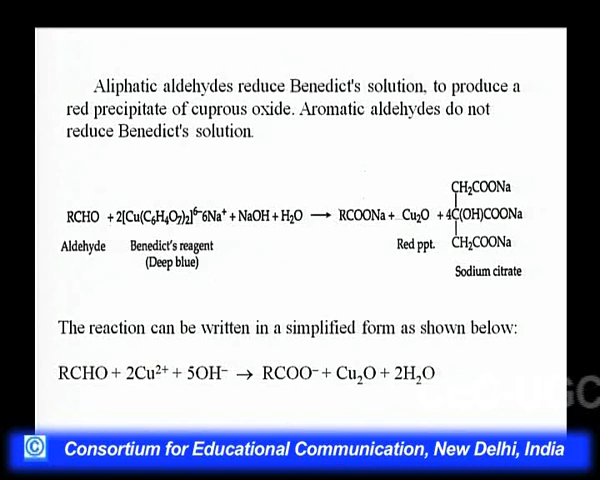 Aliphatic aldehydes reduce Benedict's solution, to produce a
red precipitate of cuprous oxide. Aromatic aldehydes do not
reduce Benedict's solution.
CH₂COONa
RCHO + 2[Cu(C₆H₄O₇)₂]⁶⁻6Na⁺ + NaOH + H₂O ⟶ RCOONa + Cu₂O + 4C(OH)COONa
Aldehyde Benedict's reagent Red ppt. CH₂COONa
(Deep blue)
Sodium citrate
The reaction can be written in a simplified form as shown below:
RCHO + 2Cu²⁺ + 5OH⁻ → RCOO⁻ + Cu₂O + 2H₂O
© Consortium for Educational Communication, New Delhi, India